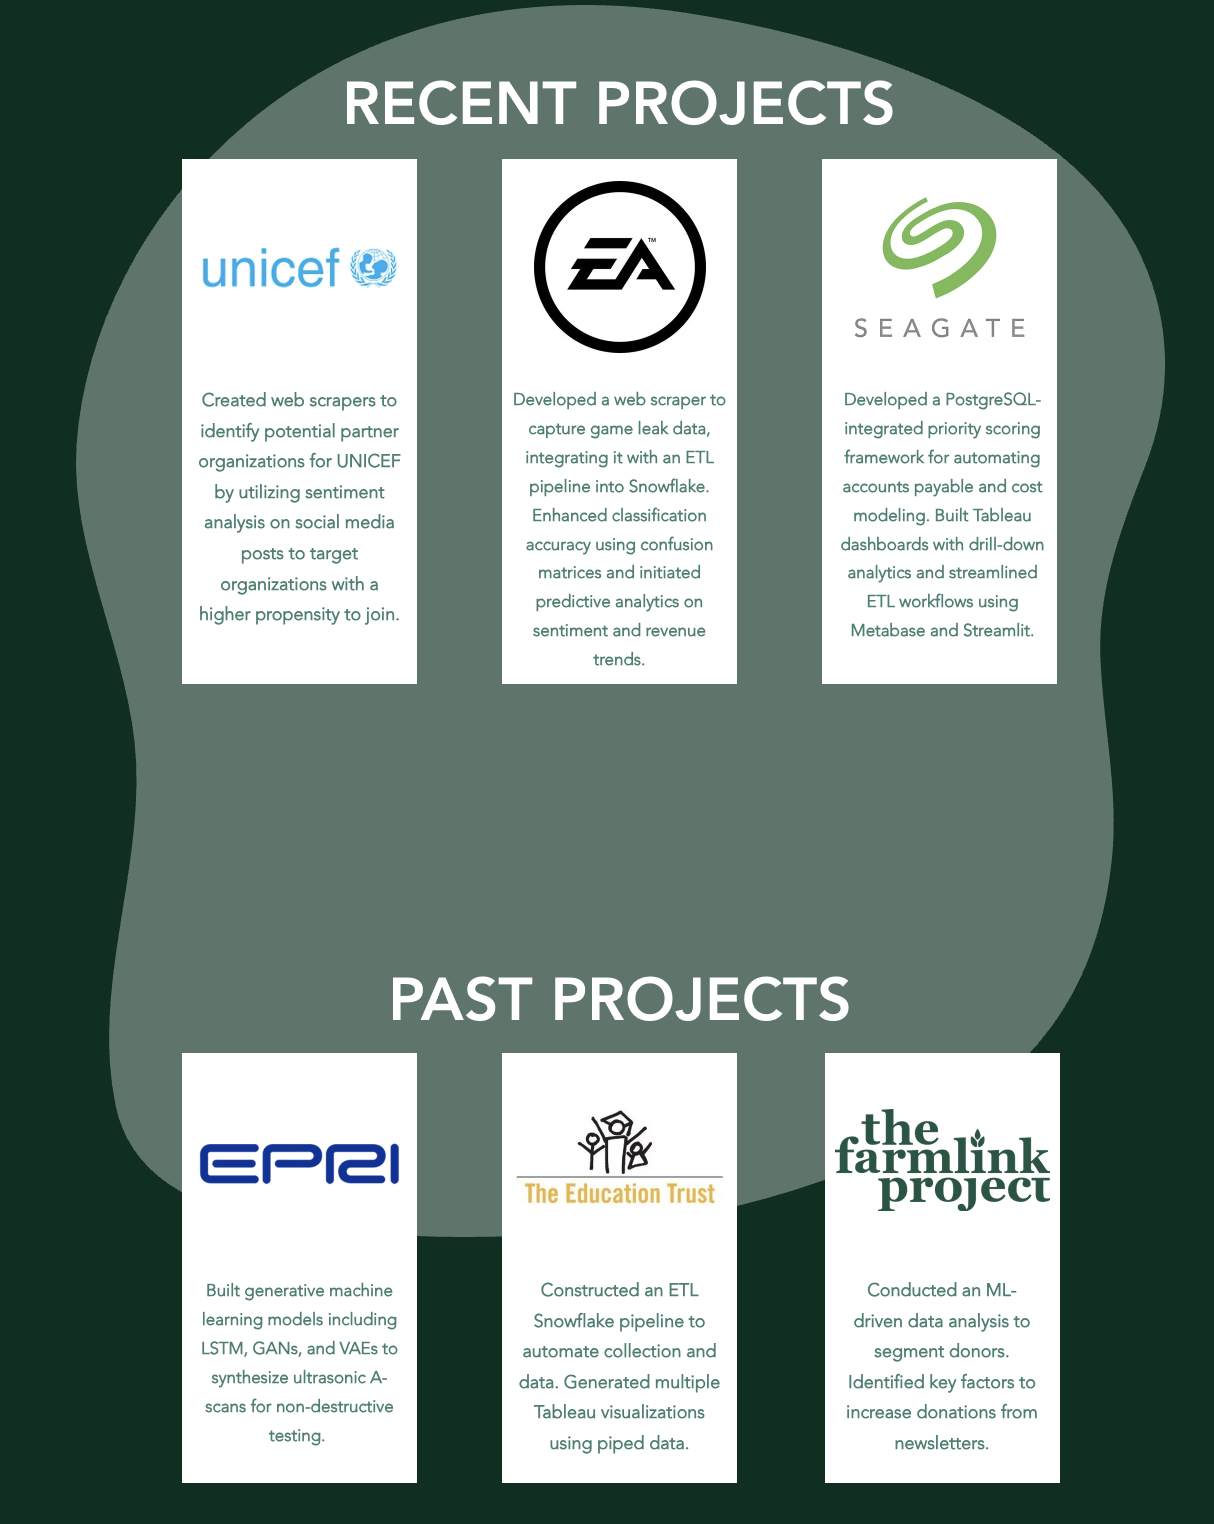 RECENT PROJECTS
unicef
Created web scrapers to
identify potential partner
organizations for UNICEF
by utilizing sentiment
analysis on social media
posts to target
organizations with a
higher propensity to join.
EA™
Developed a web scraper to
capture game leak data,
integrating it with an ETL
pipeline into Snowflake.
Enhanced classification
accuracy using confusion
matrices and initiated
predictive analytics on
sentiment and revenue
trends.
SEAGATE
Developed a PostgreSQL-
integrated priority scoring
framework for automating
accounts payable and cost
modeling. Built Tableau
dashboards with drill-down
analytics and streamlined
ETL workflows using
Metabase and Streamlit.
PAST PROJECTS
EPRI
Built generative machine
learning models including
LSTM, GANs, and VAEs to
synthesize ultrasonic A-
scans for non-destructive
testing.
The Education Trust
Constructed an ETL
Snowflake pipeline to
automate collection and
data. Generated multiple
Tableau visualizations
using piped data.
the
farmlink
project
Conducted an ML-
driven data analysis to
segment donors.
Identified key factors to
increase donations from
newsletters.